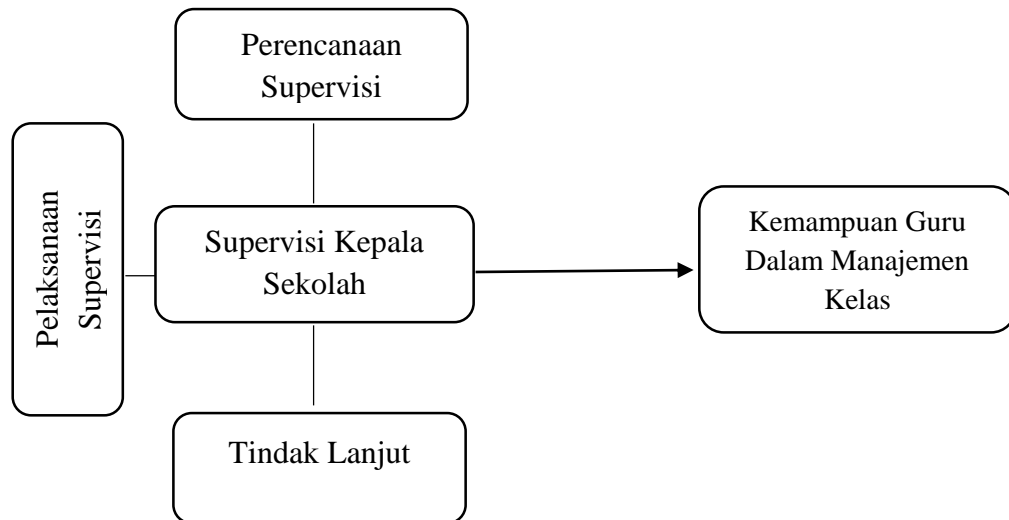 Perencanaan
Supervisi
Pelaksanaan
Supervisi
Supervisi Kepala
Sekolah
Kemampuan Guru
Dalam Manajemen
Kelas
Tindak Lanjut